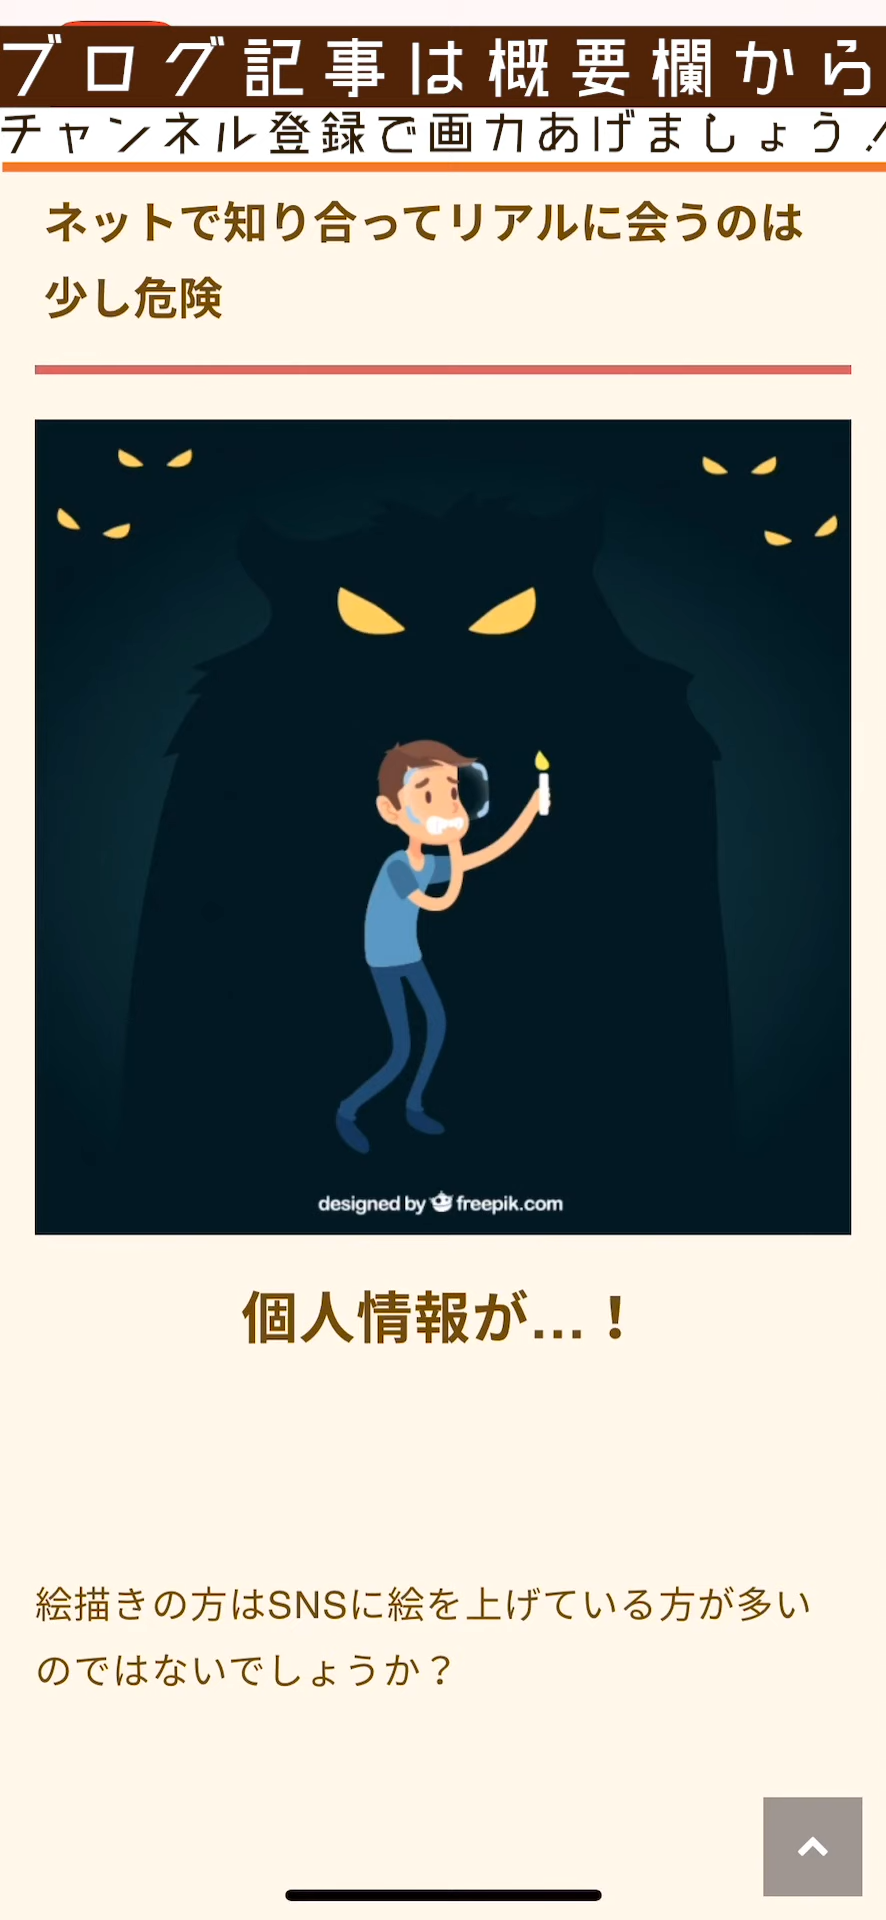 ブログ記事は概要欄から
チャンネル登録で画力あげましょう！
ネットで知り合ってリアルに会うのは
少し危険
designed by freepik.com
個人情報が…！
絵描きの方はSNSに絵を上げている方が多い
のではないでしょうか？